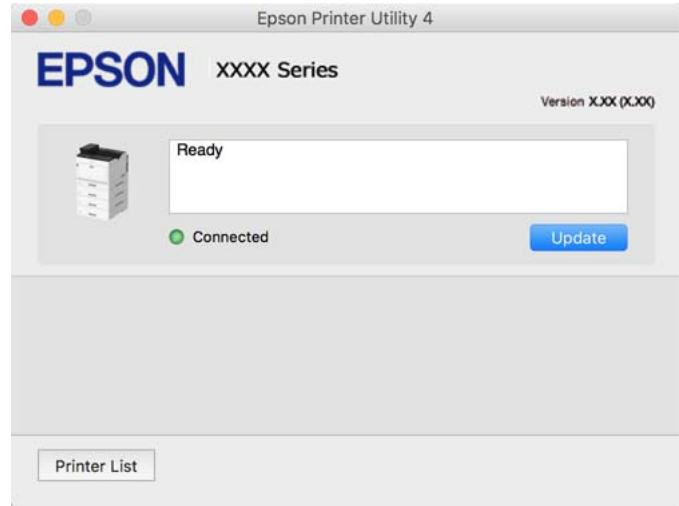 Epson Printer Utility 4
EPSON XXXX Series
Version X.XX (X.XX)
Ready
Connected
Update
Printer List